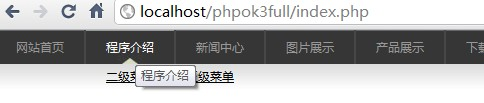 localhost/phpok3full/index.php
网站首页 程序介绍 新闻中心 图片展示 产品展示 下
程序介绍
二级 级菜单